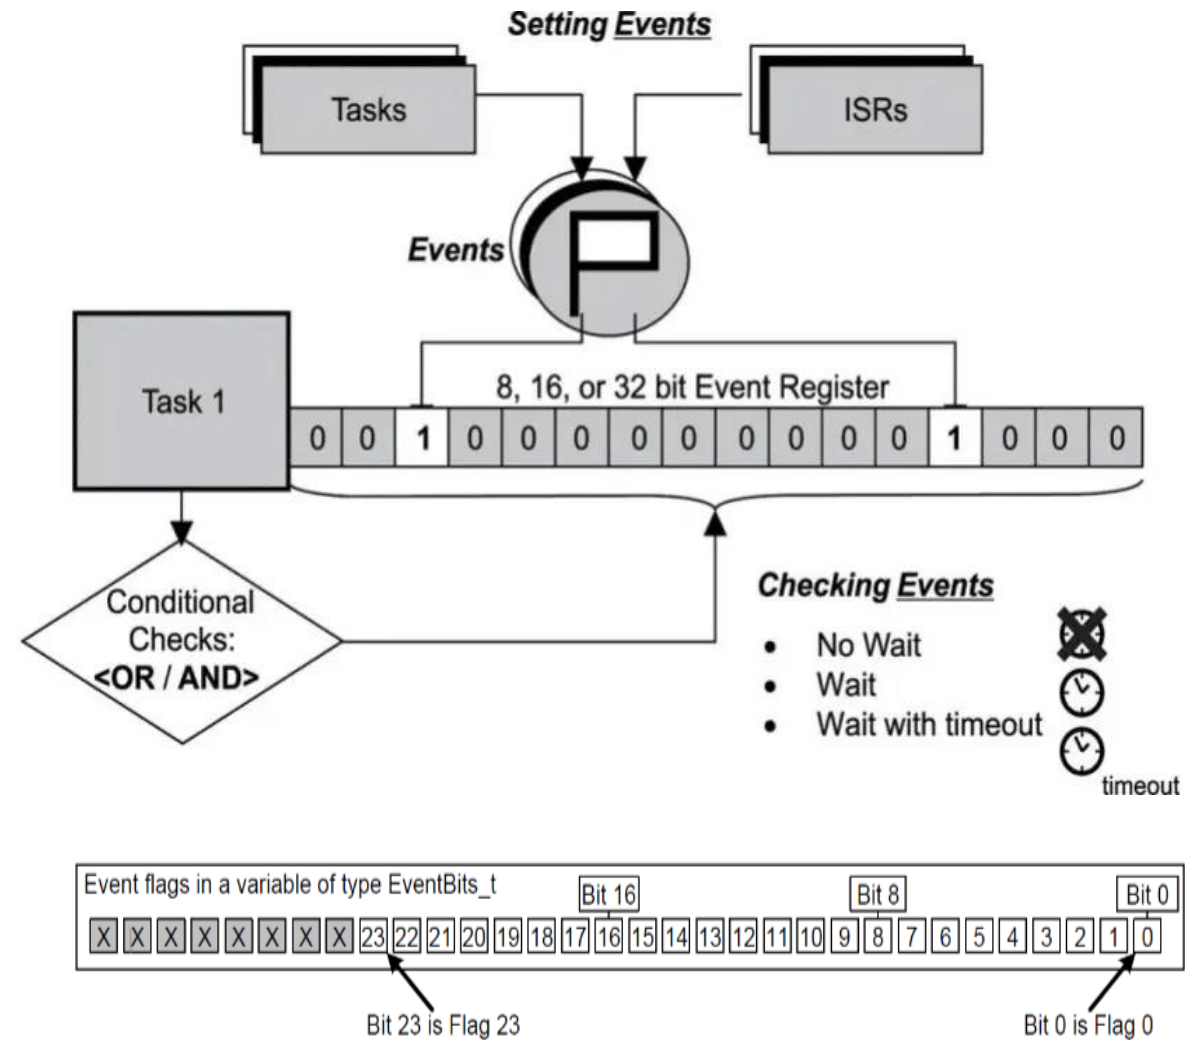 Setting Events
Tasks
ISRs
Events
Task 1
8, 16, or 32 bit Event Register
0 0 1 0 0 0 0 0 0 0 0 0 1 0 0 0
Conditional
Checks:
<OR / AND>
Checking Events
• No Wait
• Wait
• Wait with timeout
timeout
Event flags in a variable of type EventBits_t
Bit 16
Bit 8
Bit 0
X X X X X X X X 23 22 21 20 19 18 17 16 15 14 13 12 11 10 9 8 7 6 5 4 3 2 1 0
Bit 23 is Flag 23
Bit 0 is Flag 0